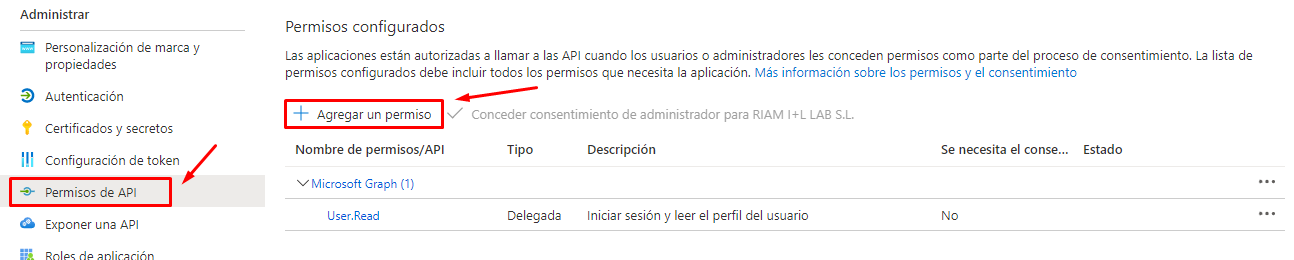 Administrar
Personalización de marca y
propiedades
Autenticación
Certificados y secretos
Configuración de token
Permisos de API
Exponer una API
Roles de aplicación
Permisos configurados
Las aplicaciones están autorizadas a llamar a las API cuando los usuarios o administradores les conceden permisos como parte del proceso de consentimiento. La lista de
permisos configurados debe incluir todos los permisos que necesita la aplicación. Más información sobre los permisos y el consentimiento
Agregar un permiso Conceder consentimiento de administrador para RIAM I+L LAB S.L.
Nombre de permisos/API Tipo Descripción Se necesita el conse... Estado
Microsoft Graph (1)
User.Read Delegada Iniciar sesión y leer el perfil del usuario No